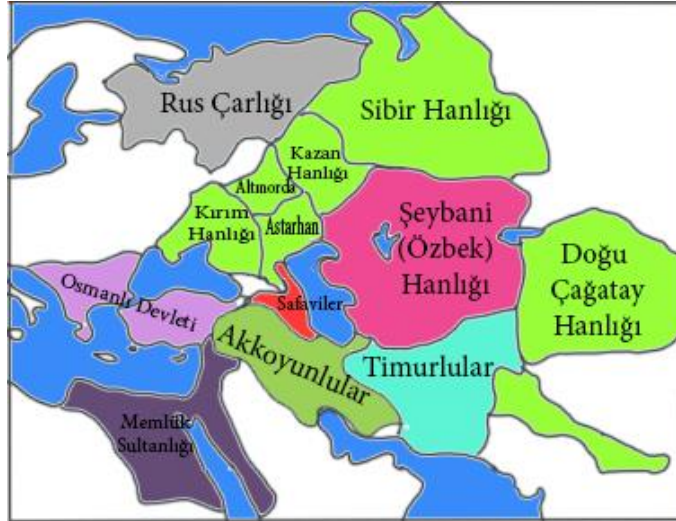 Rus Çarlığı
Sibir Hanlığı
Kazan
Hanlığı
Altınorda
Kırım
Hanlığı
Astarhan
Şeybani
(Özbek)
Hanlığı
Doğu
Çağatay
Hanlığı
Osmanlı Devleti
Safaviler
Akkoyunlular
Timurlular
Memlük
Sultanlığı